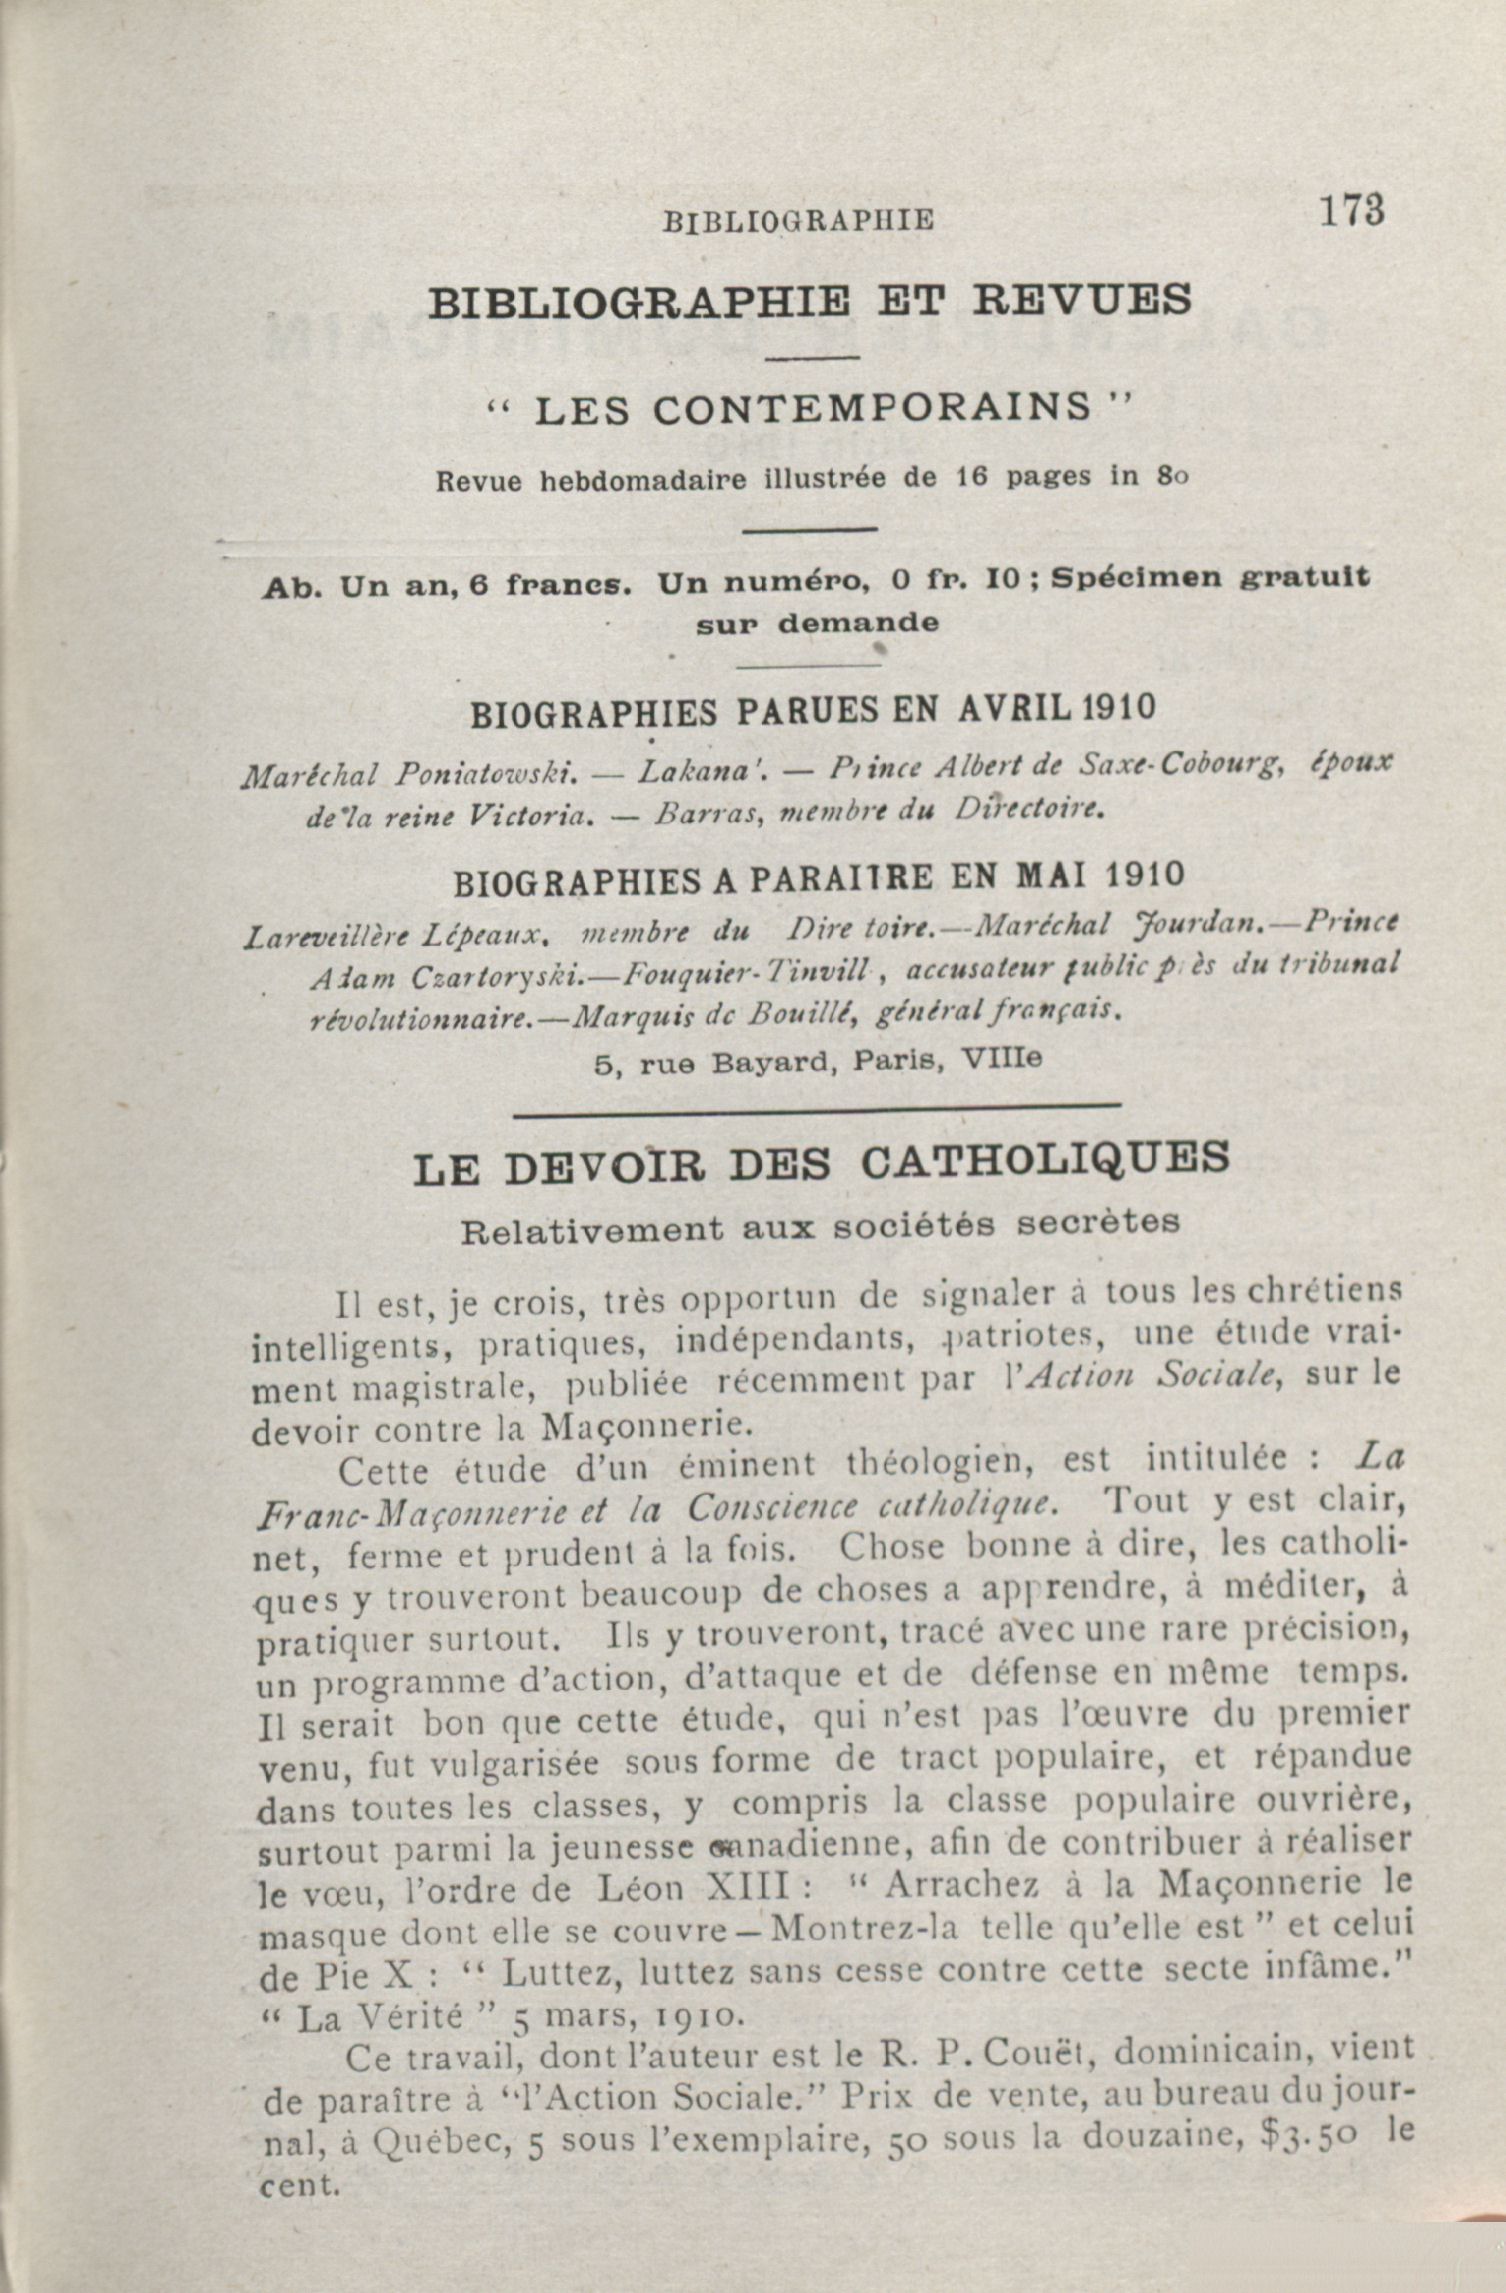 BIBLIOGRAPHIE 173
BIBLIOGRAPHIE ET REVUES
“ LES CONTEMPORAINS ”
Revue hebdomadaire illustrée de 16 pages in 8o
Ab. Un an, 6 francs. Un numéro, 0 fr. 10 ; Spécimen gratuit
sur demande
BIOGRAPHIES PARUES EN AVRIL 1910
Maréchal Poniatowski. — Lakana'. — Prince Albert de Saxe-Cobourg, époux
de la reine Victoria. — Barras, membre du Directoire.
BIOGRAPHIES A PARAITRE EN MAI 1910
Lareveillère Lépeaux, membre du Dire toire.—Maréchal Jourdan.—Prince
Adam Czartoryski.—Fouquier-Tinvill , accusateur public p ès du tribunal
révolutionnaire.—Marquis de Bouillé, général français.
5, rue Bayard, Paris, VIIIe
LE DEVOIR DES CATHOLIQUES
Relativement aux sociétés secrètes
Il est, je crois, très opportun de signaler à tous les chrétiens
intelligents, pratiques, indépendants, patriotes, une étude vrai-
ment magistrale, publiée récemment par l'Action Sociale, sur le
devoir contre la Maçonnerie.
Cette étude d'un éminent théologien, est intitulée : La
Franc-Maçonnerie et la Conscience catholique. Tout y est clair,
net, ferme et prudent à la fois. Chose bonne à dire, les catholi-
ques y trouveront beaucoup de choses a apprendre, à méditer, à
pratiquer surtout. Ils y trouveront, tracé avec une rare précision,
un programme d'action, d'attaque et de défense en même temps.
Il serait bon que cette étude, qui n'est pas l'œuvre du premier
venu, fut vulgarisée sous forme de tract populaire, et répandue
dans toutes les classes, y compris la classe populaire ouvrière,
surtout parmi la jeunesse canadienne, afin de contribuer à réaliser
le vœu, l'ordre de Léon XIII : “ Arrachez à la Maçonnerie le
masque dont elle se couvre — Montrez-la telle qu'elle est ” et celui
de Pie X : “ Luttez, luttez sans cesse contre cette secte infâme.”
“ La Vérité ” 5 mars, 1910.
Ce travail, dont l'auteur est le R. P. Couët, dominicain, vient
de paraître à “l'Action Sociale.” Prix de vente, au bureau du jour-
nal, à Québec, 5 sous l'exemplaire, 50 sous la douzaine, $3.50 le
cent.